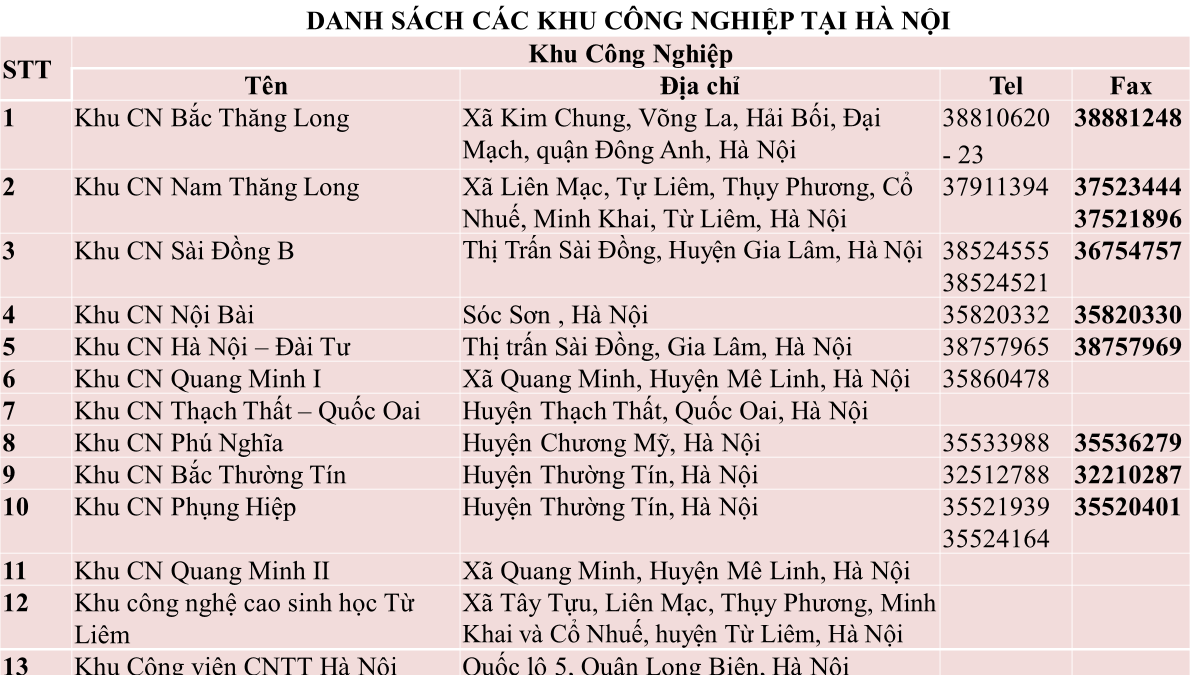 DANH SÁCH CÁC KHU CÔNG NGHIỆP TẠI HÀ NỘI
STT Khu Công Nghiệp
Tên Địa chỉ Tel Fax
1 Khu CN Bắc Thăng Long Xã Kim Chung, Võng La, Hải Bối, Đại 38810620 38881248
Mạch, quận Đông Anh, Hà Nội - 23
2 Khu CN Nam Thăng Long Xã Liên Mạc, Tự Liêm, Thụy Phương, Cổ 37911394 37523444
Nhuế, Minh Khai, Từ Liêm, Hà Nội 37521896
3 Khu CN Sài Đồng B Thị Trấn Sài Đồng, Huyện Gia Lâm, Hà Nội 38524555 36754757
38524521
4 Khu CN Nội Bài Sóc Sơn , Hà Nội 35820332 35820330
5 Khu CN Hà Nội – Đài Tư Thị trấn Sài Đồng, Gia Lâm, Hà Nội 38757965 38757969
6 Khu CN Quang Minh I Xã Quang Minh, Huyện Mê Linh, Hà Nội 35860478
7 Khu CN Thạch Thất – Quốc Oai Huyện Thạch Thất, Quốc Oai, Hà Nội
8 Khu CN Phú Nghĩa Huyện Chương Mỹ, Hà Nội 35533988 35536279
9 Khu CN Bắc Thường Tín Huyện Thường Tín, Hà Nội 32512788 32210287
10 Khu CN Phụng Hiệp Huyện Thường Tín, Hà Nội 35521939 35520401
35524164
11 Khu CN Quang Minh II Xã Quang Minh, Huyện Mê Linh, Hà Nội
12 Khu công nghệ cao sinh học Từ Xã Tây Tựu, Liên Mạc, Thụy Phương, Minh
Liêm Khai và Cổ Nhuế, huyện Từ Liêm, Hà Nội
13 Khu Công viên CNTT Hà Nội Quốc lộ 5, Quận Long Biên, Hà Nội